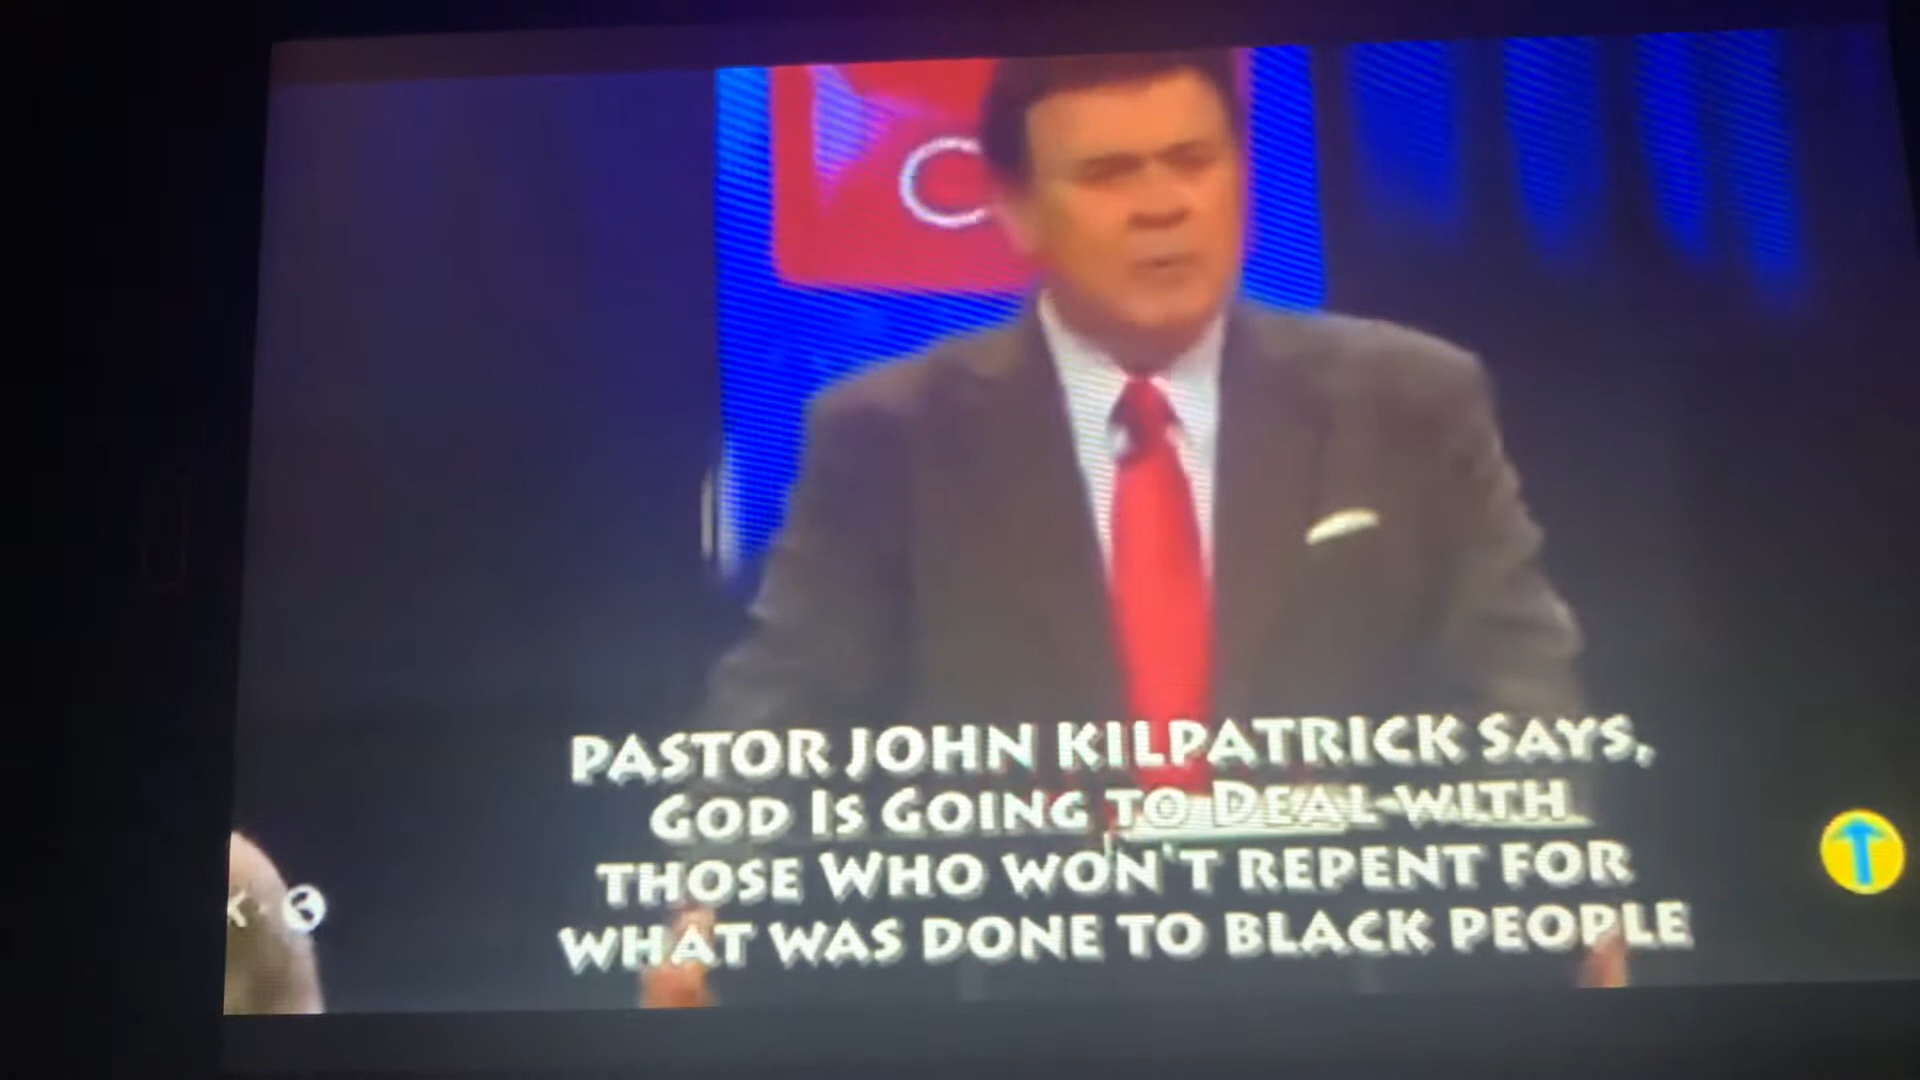 C
PASTOR JOHN KILPATRICK SAYS,
GOD IS GOING TO DEAL WITH
THOSE WHO WON'T REPENT FOR
WHAT WAS DONE TO BLACK PEOPLE
T